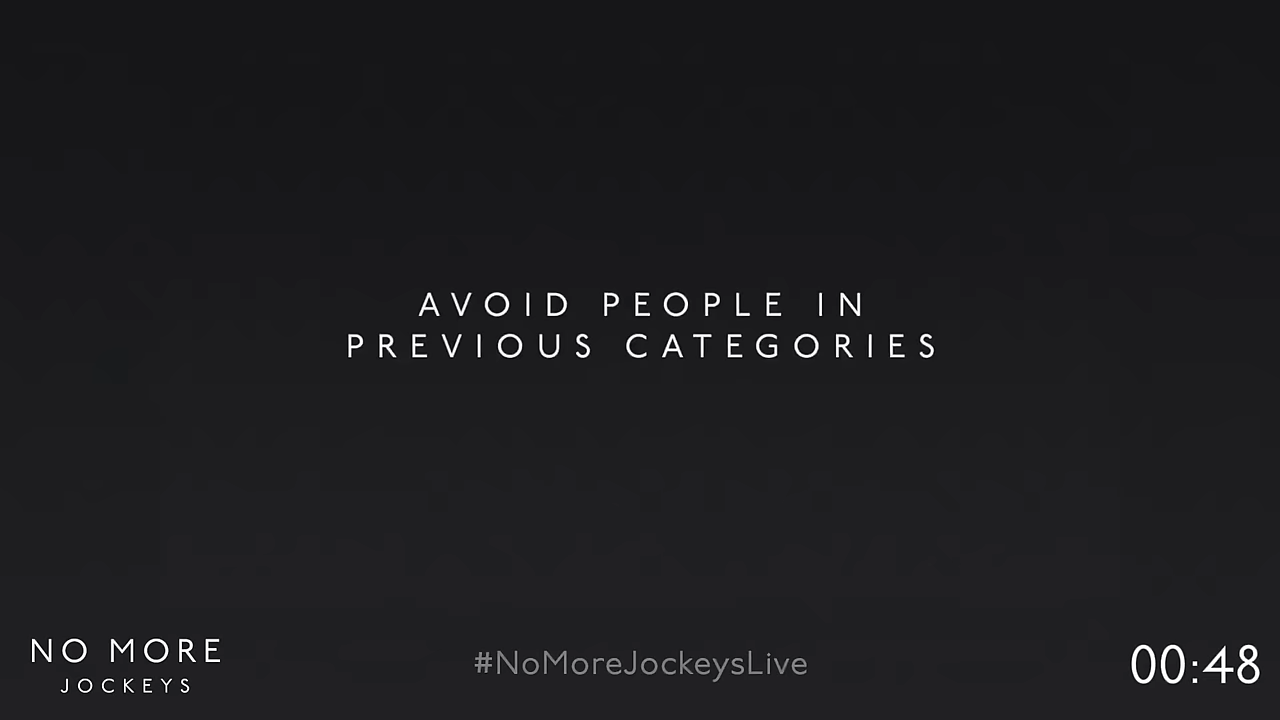 AVOID PEOPLE IN
PREVIOUS CATEGORIES
NO MORE
JOCKEYS
#NoMoreJockeysLive
00:48